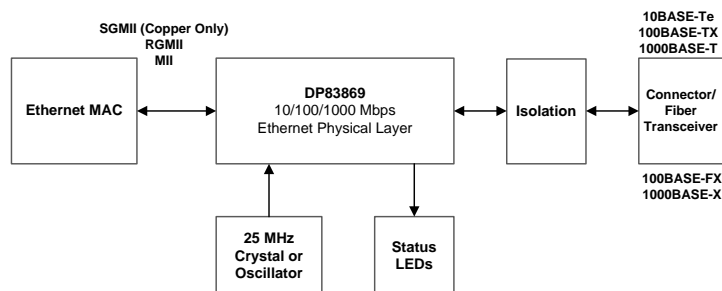 SGMII (Copper Only)
RGMII
MII
10BASE-Te
100BASE-TX
1000BASE-T
Ethernet MAC
DP83869
10/100/1000 Mbps
Ethernet Physical Layer
Isolation
Connector/
Fiber
Transceiver
100BASE-FX
1000BASE-X
25 MHz
Crystal or
Oscillator
Status
LEDs